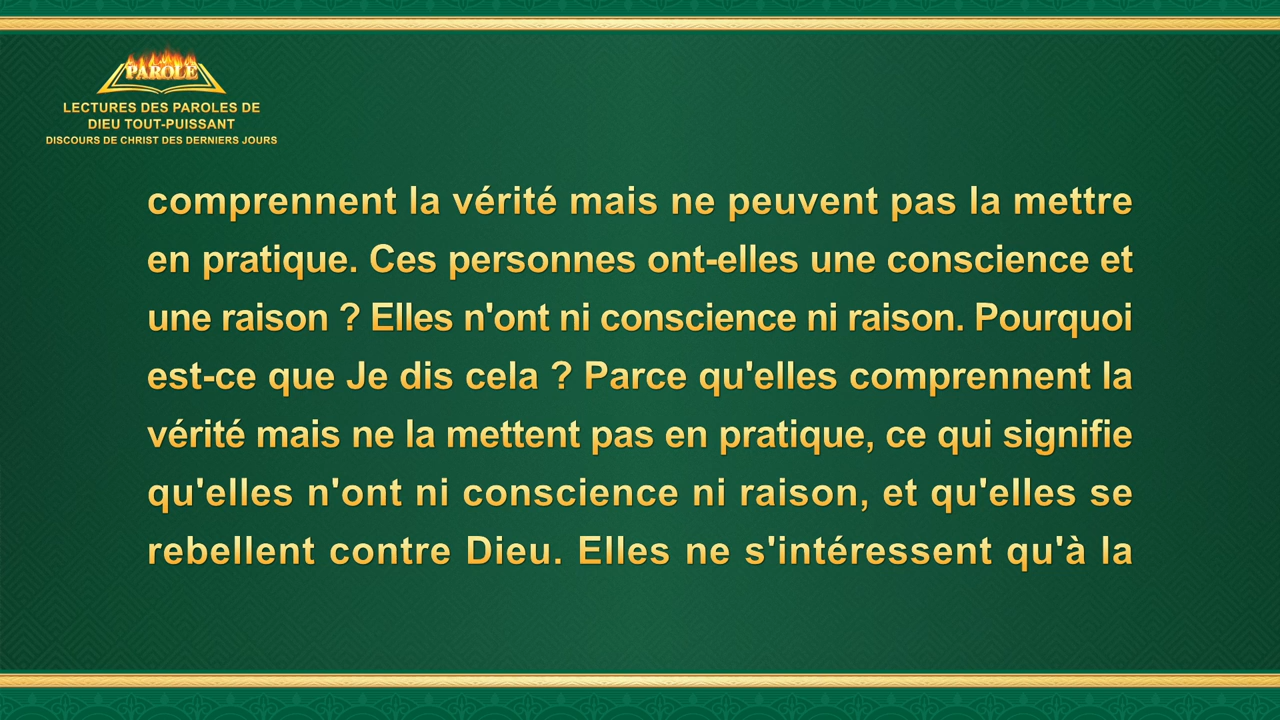 PAROLE
LECTURES DES PAROLES DE
DIEU TOUT-PUISSANT
DISCOURS DE CHRIST DES DERNIERS JOURS
comprennent la vérité mais ne peuvent pas la mettre
en pratique. Ces personnes ont-elles une conscience et
une raison ? Elles n'ont ni conscience ni raison. Pourquoi
est-ce que Je dis cela ? Parce qu'elles comprennent la
vérité mais ne la mettent pas en pratique, ce qui signifie
qu'elles n'ont ni conscience ni raison, et qu'elles se
rebellent contre Dieu. Elles ne s'intéressent qu'à la